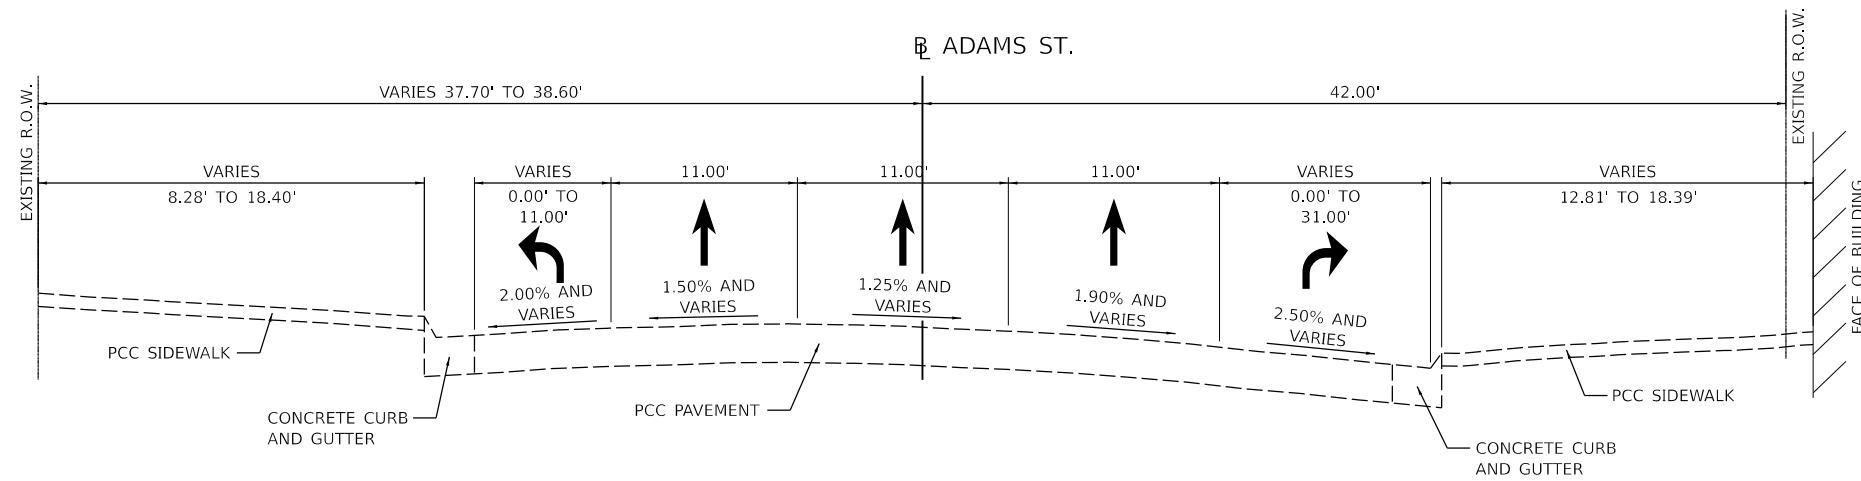 ℄ ADAMS ST.
EXISTING R.O.W.
VARIES 37.70' TO 38.60'
42.00'
EXISTING R.O.W.
VARIES
8.28' TO 18.40'
VARIES
0.00' TO
11.00'
11.00'
11.00'
11.00'
VARIES
0.00' TO
31.00'
VARIES
12.81' TO 18.39'
FACE OF BUILDING
2.00% AND
VARIES
1.50% AND
VARIES
1.25% AND
VARIES
1.90% AND
VARIES
2.50% AND
VARIES
PCC SIDEWALK
CONCRETE CURB
AND GUTTER
PCC PAVEMENT
PCC SIDEWALK
CONCRETE CURB
AND GUTTER